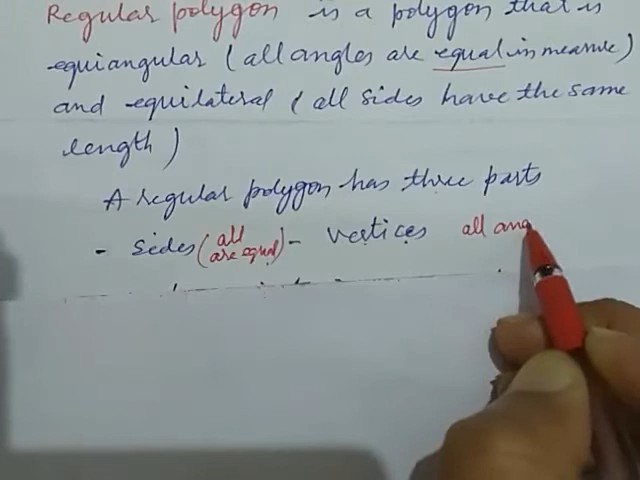 Regular polygon is a polygon that is
equiangular (all angles are equal in measure)
and equilateral (all sides have the same
length)
A regular polygon has three parts
- sides (all are equal) - vertices all ang